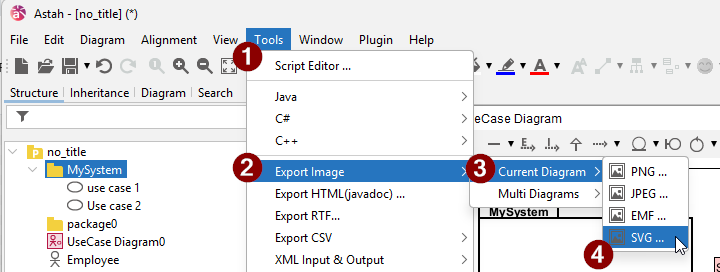 Astah - [no_title] (*)
File Edit Diagram Alignment View Tools Window Plugin Help
1
Script Editor ...
Structure Inheritance Diagram Search
Java
C#
C++
eCase Diagram
no_title
MySystem
use case 1
Use case 2
package0
UseCase Diagram0
Employee
2
Export Image
Export HTML(javadoc) ...
Export RTF...
Export CSV
XML Input & Output
3
Current Diagram
Multi Diagrams
MySystem
PNG ...
JPEG ...
EMF ...
SVG ...
4